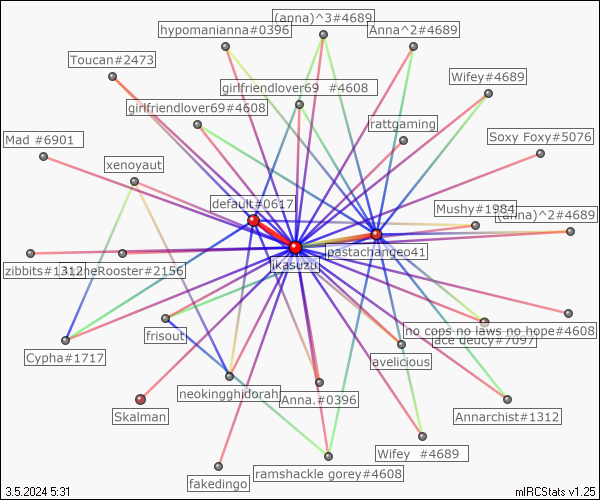 (anna)^3#4689
hypomanianna#0396
Anna^2#4689
Toucan#2473
Wifey#4689
girlfriendlover69 #4608
girlfriendlover69#4608
rattgaming
Mad #6901
Soxy Foxy#5076
xenoyaut
default#0617
Mushy#1984
(anna)^2#4689
pastachangeo41
jkasuzu
zibbits#1312
neRooster#2156
no cops no laws no hope#4608
frisout
ace deucy#7097
Cypha#1717
avelicious
neokingghidorah
Anna.#0396
Skalman
Annarchist#1312
Wifey #4689
ramshackle gorey#4608
fakedingo
3.5.2024 5:31
mIRCStats v1.25